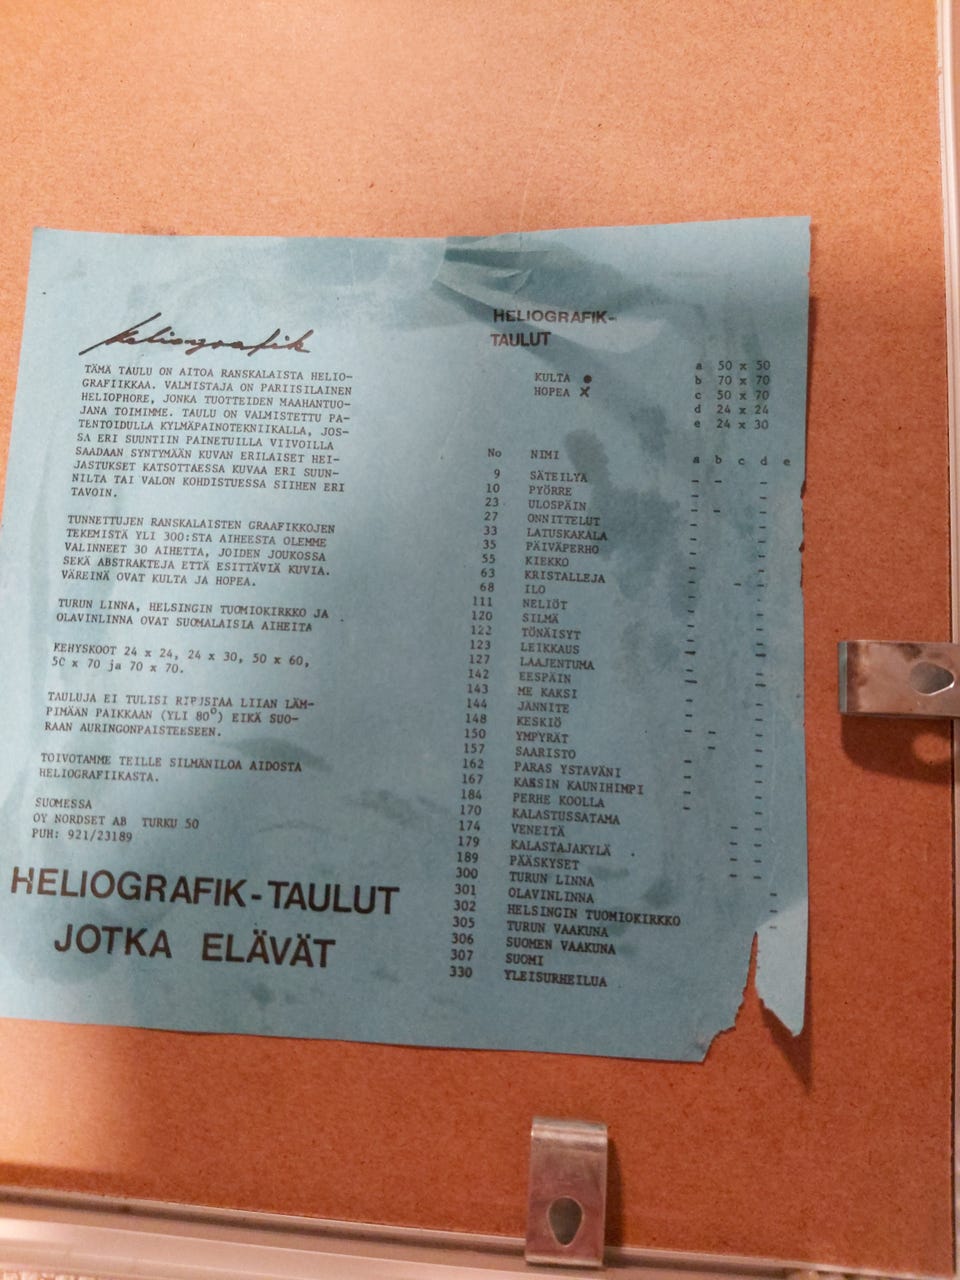 heliografik
TÄMÄ TAULU ON AITOA RANSKALAISTA HELIO-
GRAFIIKKAA. VALMISTAJA ON PARIISILAINEN
HELIOPHORE, JONKA TUOTTEIDEN MAAHANTUO-
JANA TOIMIMME. TAULU ON VALMISTETTU PA-
TENTOIDULLA KYLMÄPAINOTEKNIIKALLA, JOS-
SA ERI SUUNTIIN PAINETUILLA VIIVOILLA
SAADAAN SYNTYMÄÄN KUVAN ERILAISET HEI-
JASTUKSET KATSOTTAESSA KUVAA ERI SUUN-
NILTA TAI VALON KOHDISTUESSA SIIHEN ERI
TAVOIN.
TUNNETTUJEN RANSKALAISTEN GRAAFIKKOJEN
TEKEMISTÄ YLI 300:STA AIHEESTA OLEMME
VALINNEET 30 AIHETTA, JOIDEN JOUKOSSA
SEKÄ ABSTRAKTEJA ETTÄ ESITTÄVIÄ KUVIA.
VÄREINÄ OVAT KULTA JA HOPEA.
TURUN LINNA, HELSINGIN TUOMIOKIRKKO JA
OLAVINLINNA OVAT SUOMALAISIA AIHEITA
KEHYSKOOT 24 x 24, 24 x 30, 50 x 60,
50 x 70 ja 70 x 70.
TAULUJA EI TULISI RIPUSTAA LIIAN LÄM-
PIMÄÄN PAIKKAAN (YLI 80°) EIKÄ SUO-
RAAN AURINGONPAISTEESEEN.
TOIVOTAMME TEILLE SILMÄNILOA AIDOSTA
HELIOGRAFIIKASTA.
SUOMESSA
OY NORDSET AB TURKU 50
PUH: 921/23189
HELIOGRAFIK-TAULUT
JOTKA ELÄVÄT
HELIOGRAFIK-
TAULUT
KULTA ●
HOPEA X
a 50 x 50
b 70 x 70
c 50 x 70
d 24 x 24
e 24 x 30
No NIMI a b c d e
9 SÄTEILYÄ - - -
10 PYÖRRE -
23 ULOSPÄIN - - -
27 ONNITTELUT -
33 LATUSKAKALA - -
35 PÄIVÄPERHO - -
55 KIEKKO - -
63 KRISTALLEJA - -
68 ILO - - -
111 NELIÖT - -
120 SILMÄ - -
122 TÖNÄISYT - -
123 LEIKKAUS - -
127 LAAJENTUMA - -
142 EESPÄIN - -
143 ME KAKSI -
144 JÄNNITE - -
148 KESKIÖ - -
150 YMPYRÄT - - -
157 SAARISTO - - -
162 PARAS YSTAVÄNI - -
167 KAKSIN KAUNIHIMPI - -
184 PERHE KOOLLA - -
170 KALASTUSSATAMA
174 VENEITÄ - -
179 KALASTAJAKYLÄ - -
189 PÄÄSKYSET - -
300 TURUN LINNA - -
301 OLAVINLINNA -
302 HELSINGIN TUOMIOKIRKKO
305 TURUN VAAKUNA -
306 SUOMEN VAAKUNA
307 SUOMI
330 YLEISURHEILUA